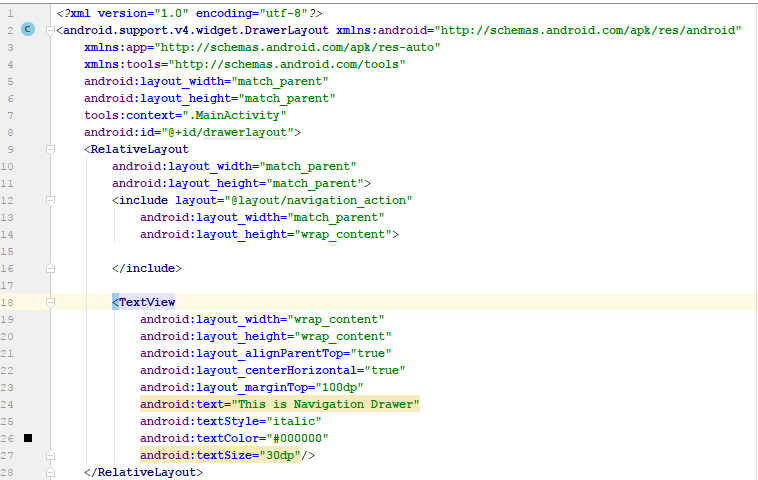 1 <?xml version="1.0" encoding="utf-8"?>
2 C <android.support.v4.widget.DrawerLayout xmlns:android="http://schemas.android.com/apk/res/android"
3 xmlns:app="http://schemas.android.com/apk/res-auto"
4 xmlns:tools="http://schemas.android.com/tools"
5 android:layout_width="match_parent"
6 android:layout_height="match_parent"
7 tools:context=".MainActivity"
8 android:id="@+id/drawerlayout">
9 <RelativeLayout
10 android:layout_width="match_parent"
11 android:layout_height="match_parent">
12 <include layout="@layout/navigation_action"
13 android:layout_width="match_parent"
14 android:layout_height="wrap_content">
15
16 </include>
17
18 <TextView
19 android:layout_width="wrap_content"
20 android:layout_height="wrap_content"
21 android:layout_alignParentTop="true"
22 android:layout_centerHorizontal="true"
23 android:layout_marginTop="100dp"
24 android:text="This is Navigation Drawer"
25 android:textStyle="italic"
26 android:textColor="#000000"
27 android:textSize="30dp"/>
28 </RelativeLayout>